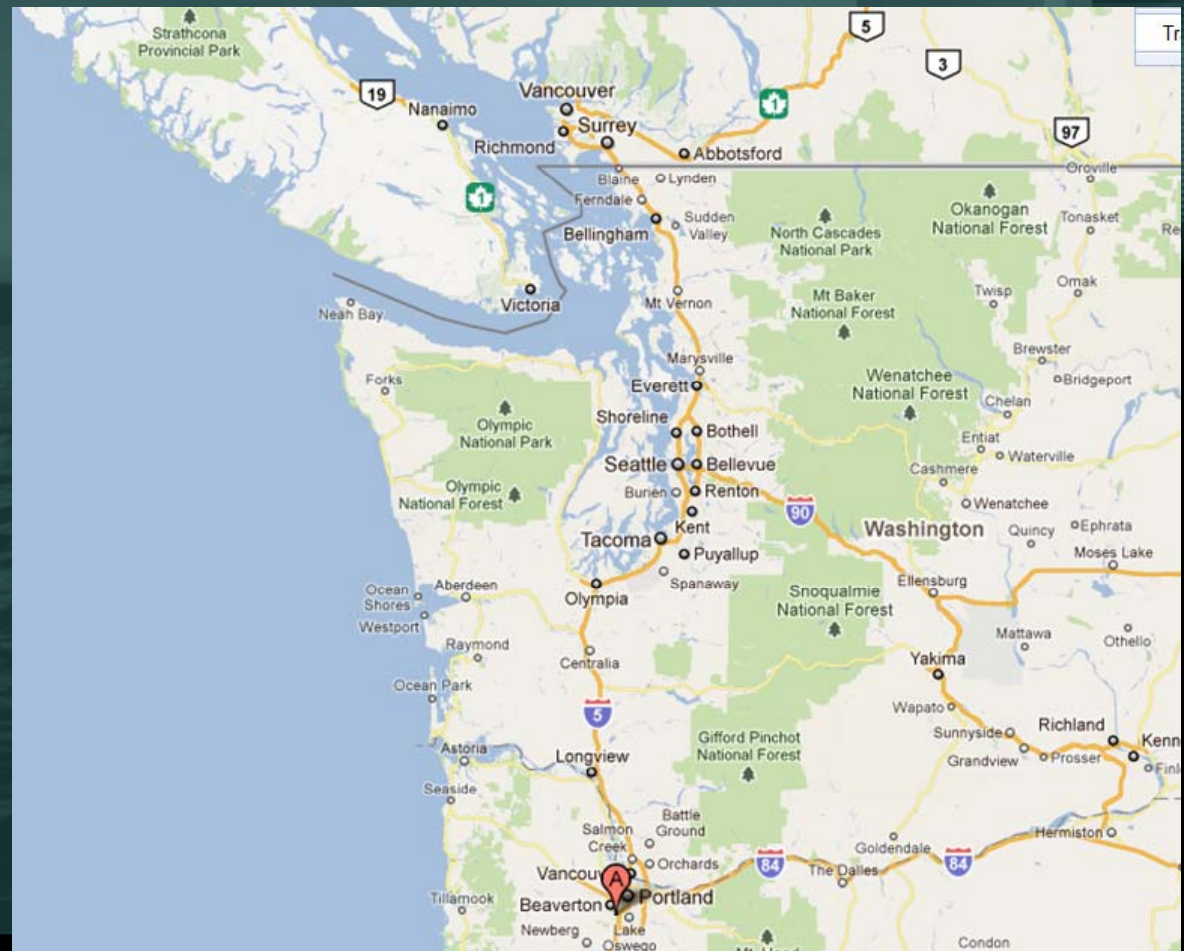 Strathcona
Provincial Park
5
Tr
3
19
Vancouver
1
Nanaimo
97
Surrey
Richmond
Abbotsford
Oroville
Blaine
Lynden
1
Ferndale
Okanogan
National Forest
Tonasket
Sudden
Valley
North Cascades
National Park
Re
Bellingham
Victoria
Mt Vernon
Mt Baker
National Forest
Twisp
Omak
Neah Bay
Marysville
Brewster
Forks
Everett
Wenatchee
National Forest
Bridgeport
Chelan
Shoreline
Bothell
Olympic
National Park
Entiat
Waterville
Seattle
Bellevue
Cashmere
Olympic
National Forest
Burien
Renton
Wenatchee
90
Kent
Washington
Quincy
Ephrata
Tacoma
Puyallup
Moses Lake
Spanaway
Ellensburg
Ocean
Shores
Aberdeen
Olympia
Snoqualmie
National Forest
Westport
Mattawa
Othello
Raymond
Centralia
Yakima
Ocean Park
Wapato
5
Sunnyside
Richland
Gifford Pinchot
National Forest
Kenn
Astoria
Longview
Grandview
Prosser
Finl
Seaside
Battle
Ground
Salmon
Creek
Hermiston
Goldendale
Orchards
84
84
The Dalles
Vancouv
A
Portland
Tillamook
Beaverton
Newberg
Lake
Oswego
Condon